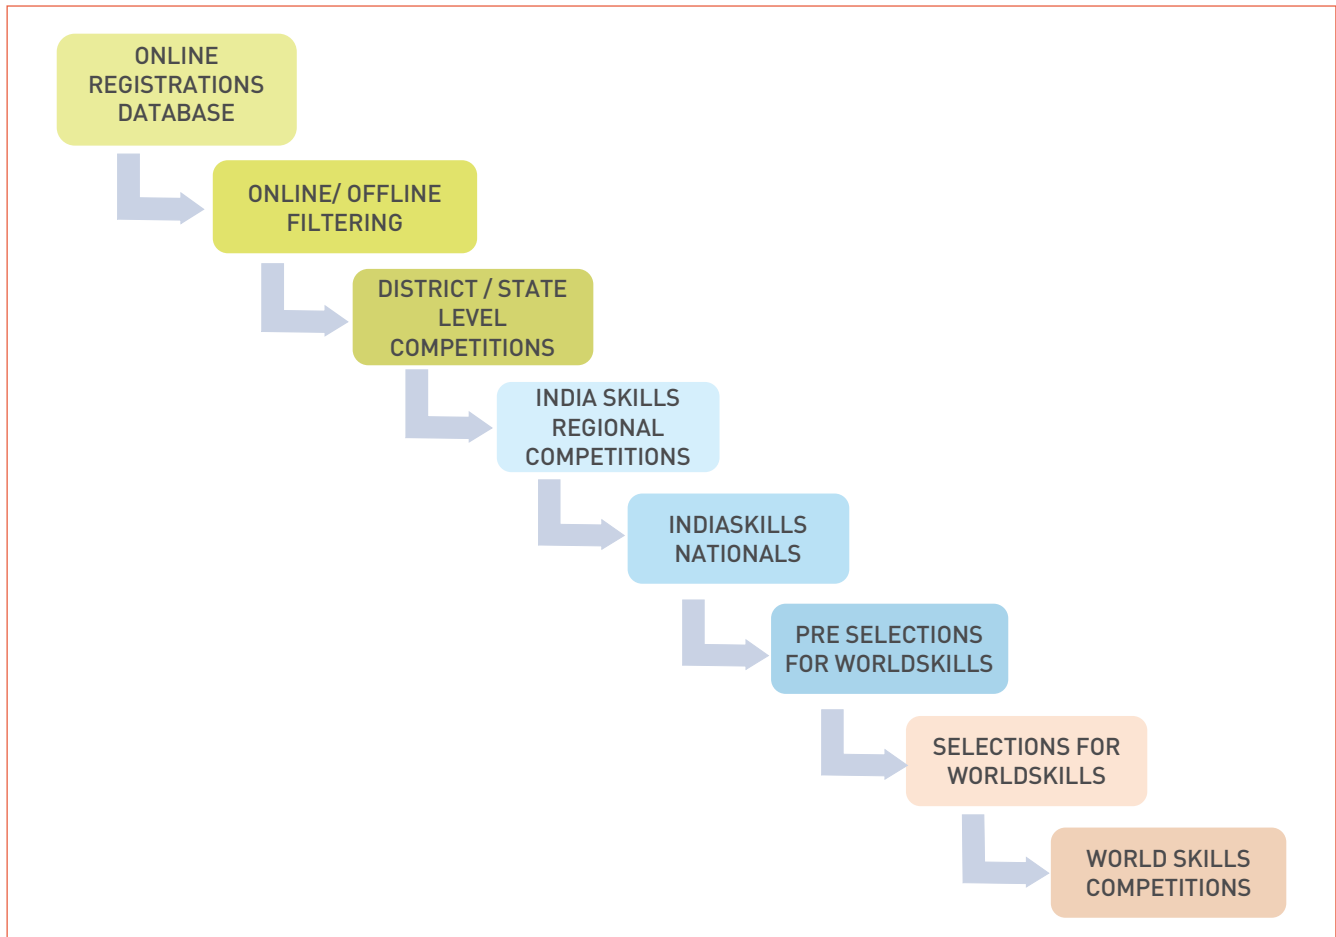 ONLINE
REGISTRATIONS
DATABASE
ONLINE/ OFFLINE
FILTERING
DISTRICT / STATE
LEVEL
COMPETITIONS
INDIA SKILLS
REGIONAL
COMPETITIONS
INDIASKILLS
NATIONALS
PRE SELECTIONS
FOR WORLDSKILLS
SELECTIONS FOR
WORLDSKILLS
WORLD SKILLS
COMPETITIONS